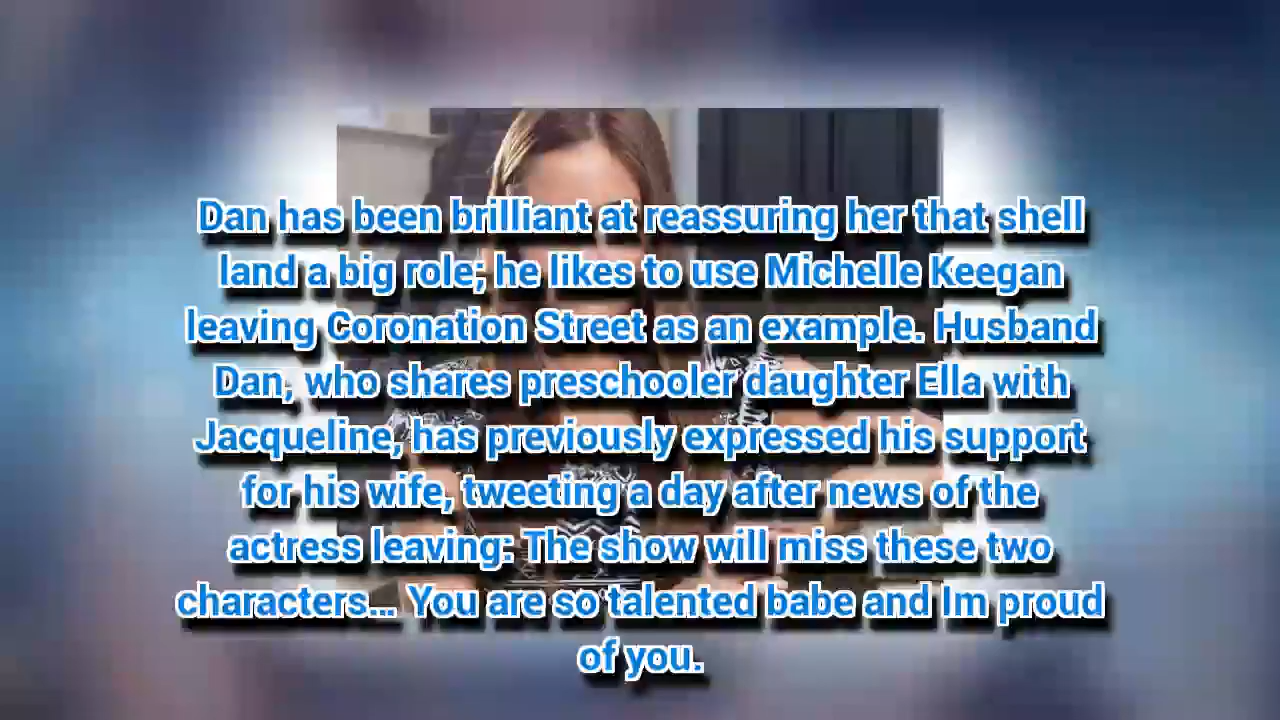 Dan has been brilliant at reassuring her that shell
land a big role; he likes to use Michelle Keegan
leaving Coronation Street as an example. Husband
Dan, who shares preschooler daughter Ella with
Jacqueline, has previously expressed his support
for his wife, tweeting a day after news of the
actress leaving: The show will miss these two
characters... You are so talented babe and Im proud
of you.